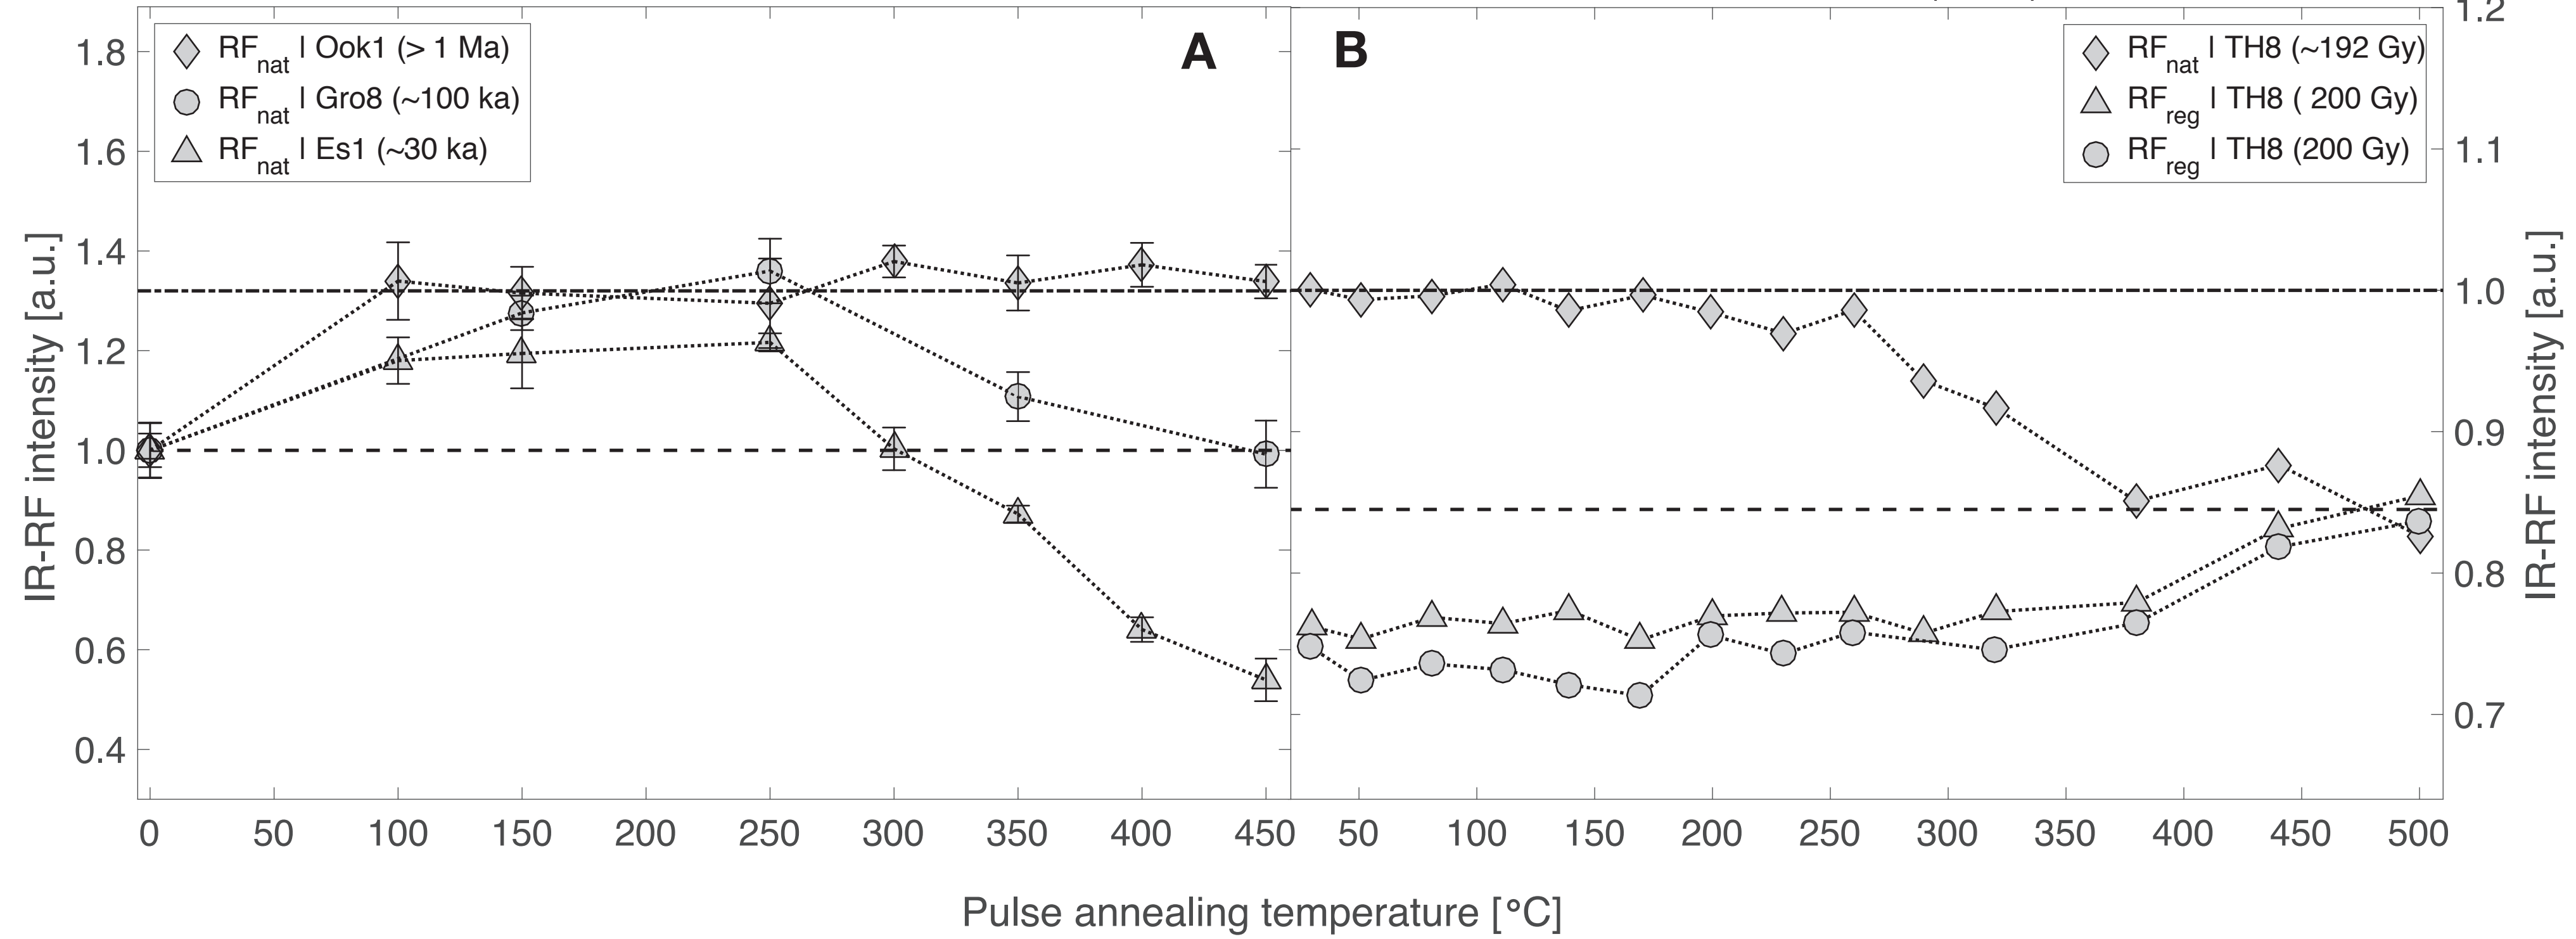 RFnat | Ook1 (> 1 Ma)
RFnat | Gro8 (~100 ka)
RFnat | Es1 (~30 ka)
A
B
RFnat | TH8 (~192 Gy)
RFreg | TH8 ( 200 Gy)
RFreg | TH8 (200 Gy)
IR-RF intensity [a.u.]
1.8
1.6
1.4
1.2
1.0
0.8
0.6
0.4
1.2
1.1
1.0
0.9
0.8
0.7
IR-RF intensity [a.u.]
0 50 100 150 200 250 300 350 400 450
50 100 150 200 250 300 350 400 450 500
Pulse annealing temperature [°C]